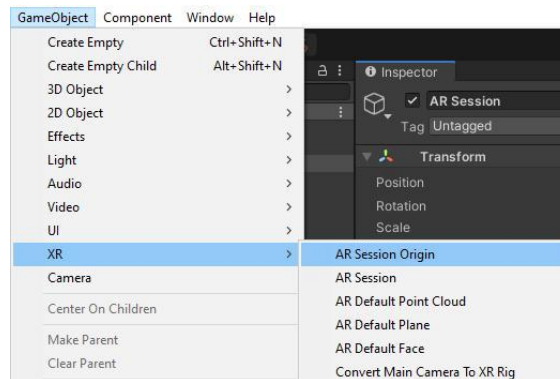 GameObject Component Window Help
Create Empty Ctrl+Shift+N
Create Empty Child Alt+Shift+N
3D Object
2D Object
Effects
Light
Audio
Video
UI
XR
Camera
Center On Children
Make Parent
Clear Parent
Inspector
AR Session
Tag Untagged
Transform
Position
Rotation
Scale
AR Session Origin
AR Session
AR Default Point Cloud
AR Default Plane
AR Default Face
Convert Main Camera To XR Rig